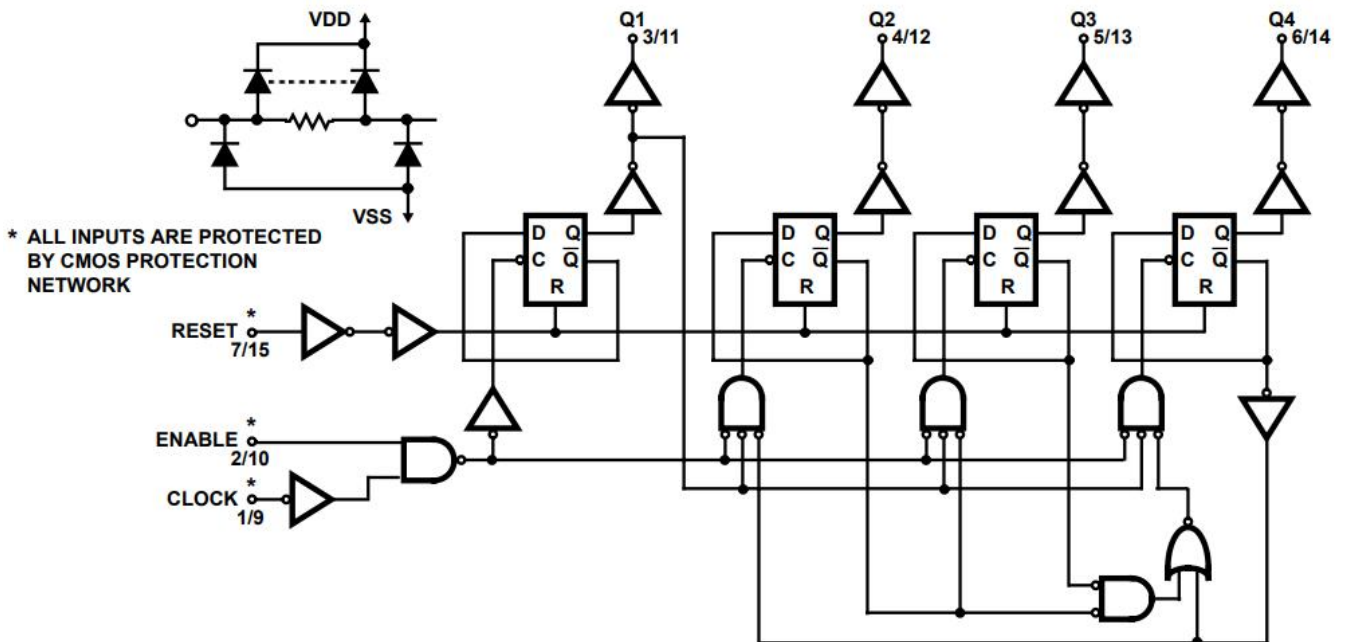 VDD
VSS
* ALL INPUTS ARE PROTECTED
BY CMOS PROTECTION
NETWORK
Q1
3/11
Q2
4/12
Q3
5/13
Q4
6/14
D Q
C Q̅
R
D Q
C Q̅
R
D Q
C Q̅
R
D Q
C Q̅
R
RESET *
7/15
ENABLE *
2/10
CLOCK *
1/9